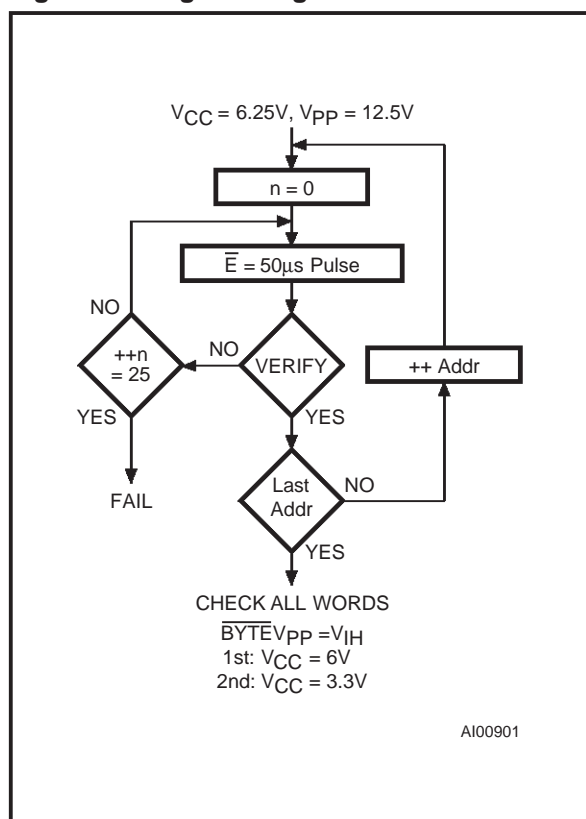 VCC = 6.25V, VPP = 12.5V
n = 0
E = 50µs Pulse
NO
++n
= 25
NO
VERIFY
++ Addr
YES
YES
FAIL
Last
Addr
NO
YES
CHECK ALL WORDS
BYTEVPP =VIH
1st: VCC = 6V
2nd: VCC = 3.3V
AI00901